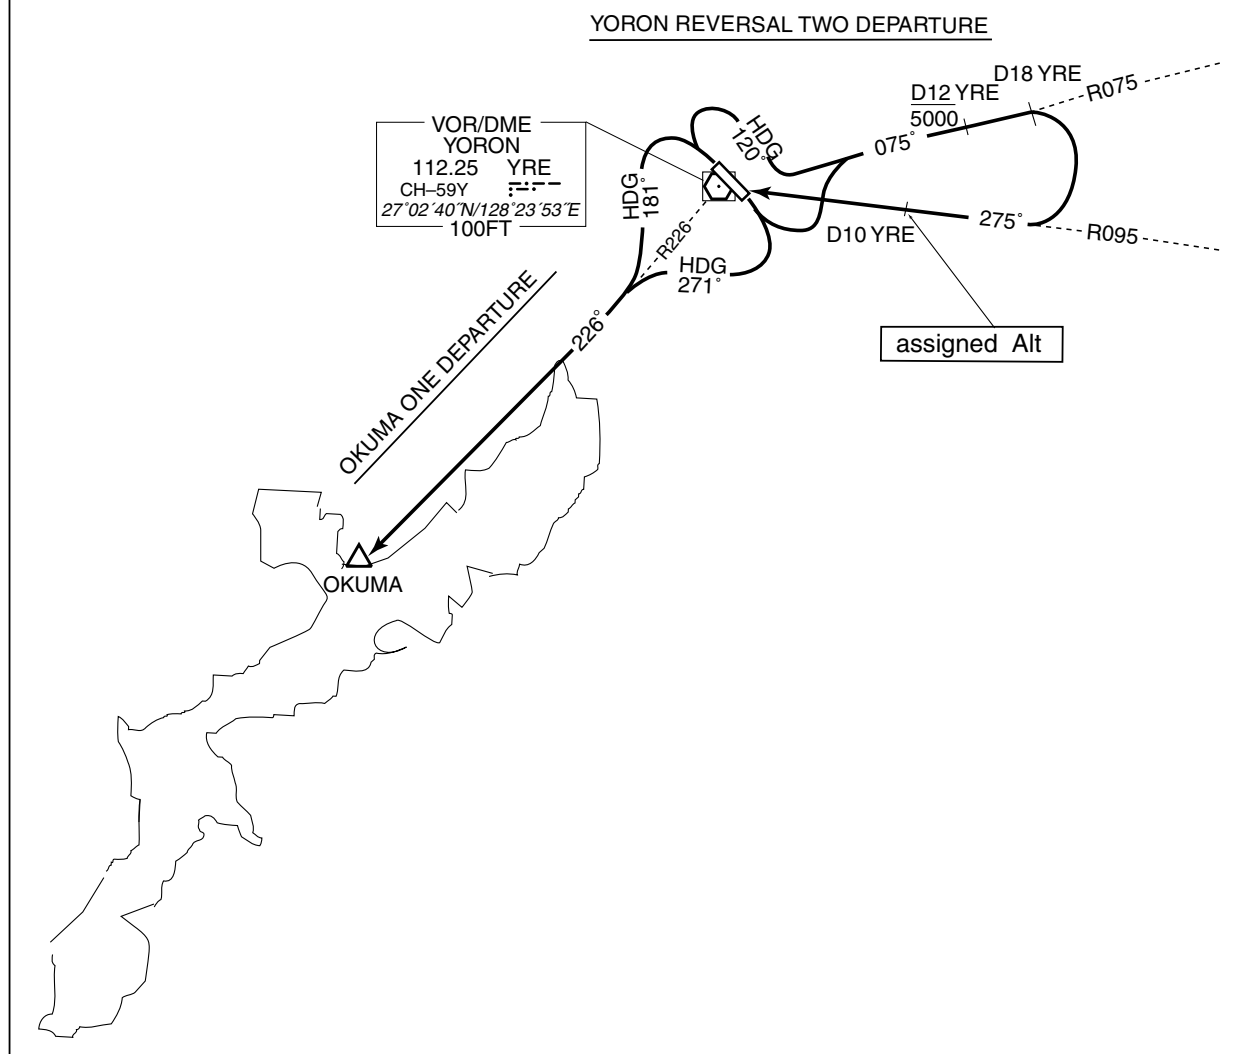 YORON REVERSAL TWO DEPARTURE
D18 YRE
R075
D12 YRE
5000
075°
HDG
120°
VOR/DME
YORON
112.25 YRE
CH–59Y
27°02′40″N/128°23′53″E
100FT
HDG
181°
R226
HDG
271°
D10 YRE
275°
R095
assigned Alt
226°
OKUMA ONE DEPARTURE
OKUMA